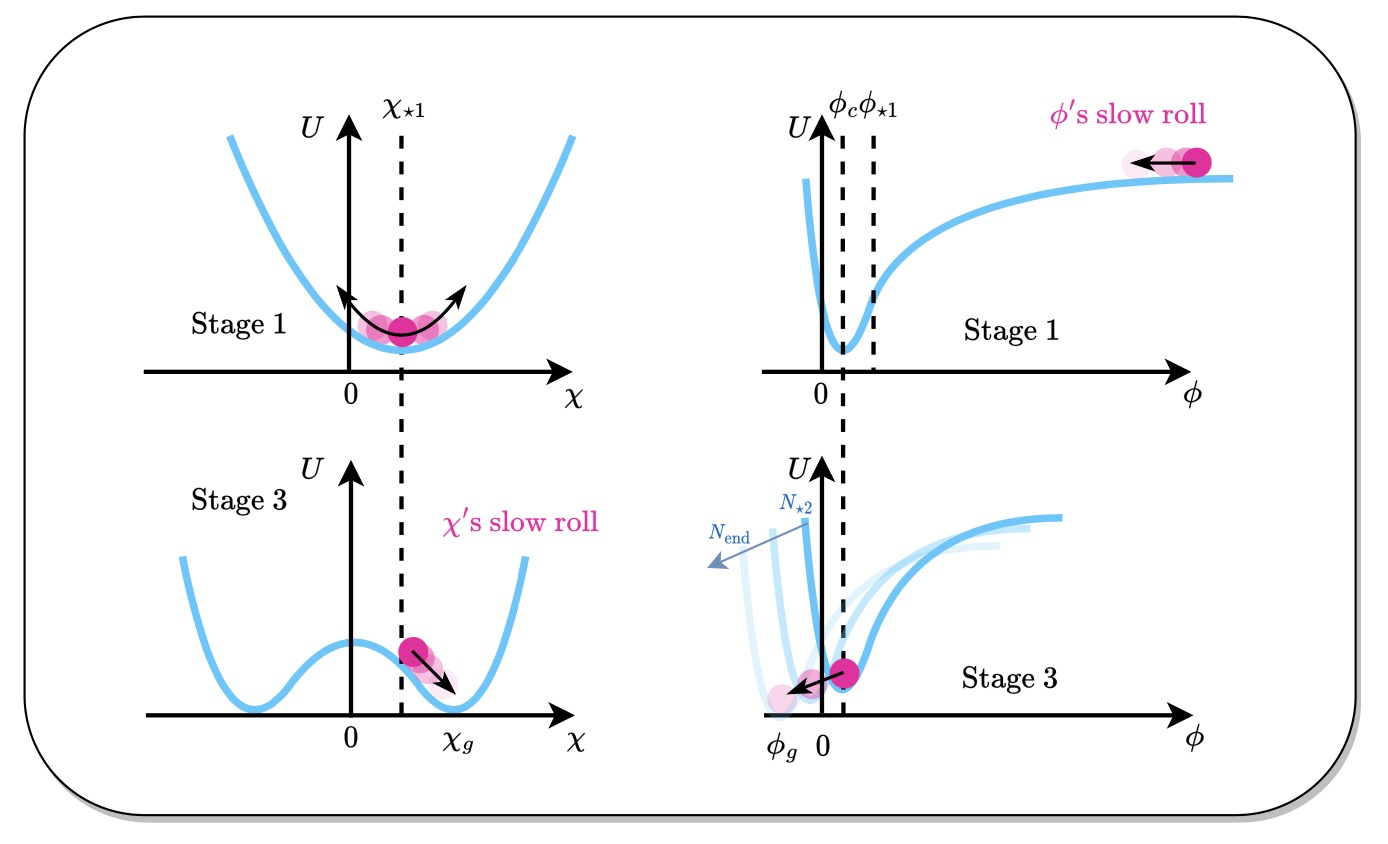 χ⋆1
U
Stage 1
0
χ
ϕcϕ⋆1
U
ϕ's slow roll
Stage 1
0
ϕ
U
Stage 3
χ's slow roll
0
χg
χ
U
N⋆2
Nend
Stage 3
ϕg
0
ϕ